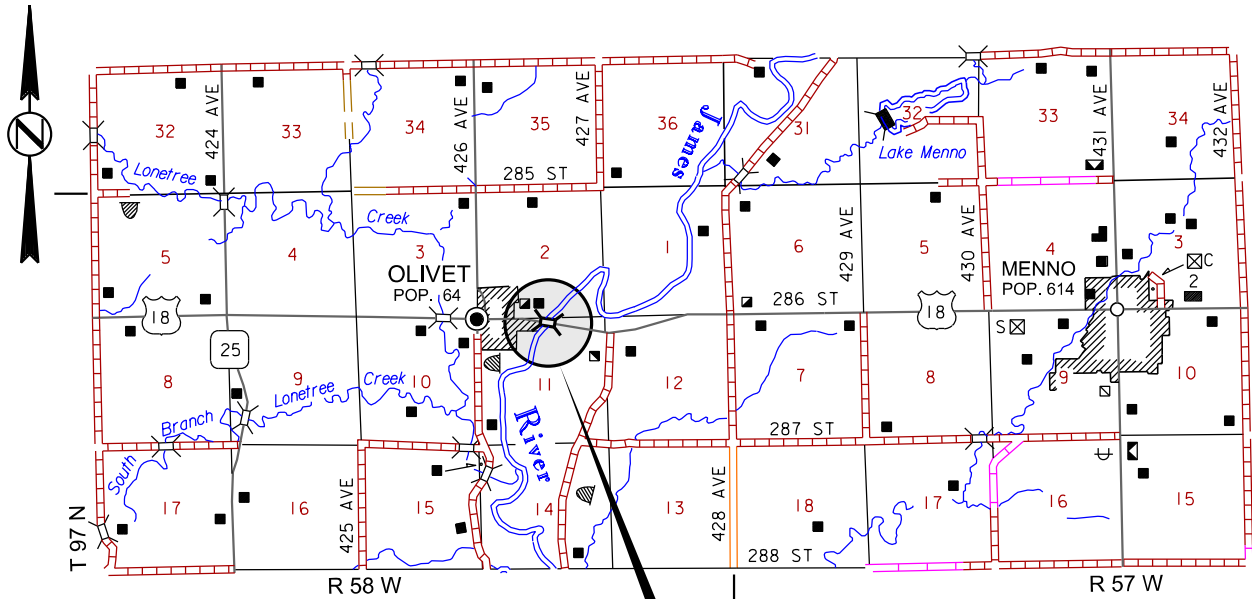 N
32
424 AVE
33
34
426 AVE
35
427 AVE
36
James
31
32
33
431 AVE
34
432 AVE
Lake Menno
Lonetree
285 ST
Creek
5
4
3
2
1
6
429 AVE
5
430 AVE
4
3
C
2
OLIVET
POP. 64
MENNO
POP. 614
18
286 ST
18
S
25
8
9
10
11
12
7
8
9
10
Lonetree Creek
South Branch
River
287 ST
17
16
425 AVE
15
14
13
428 AVE
18
17
16
15
288 ST
T 97 N
R 58 W
R 57 W